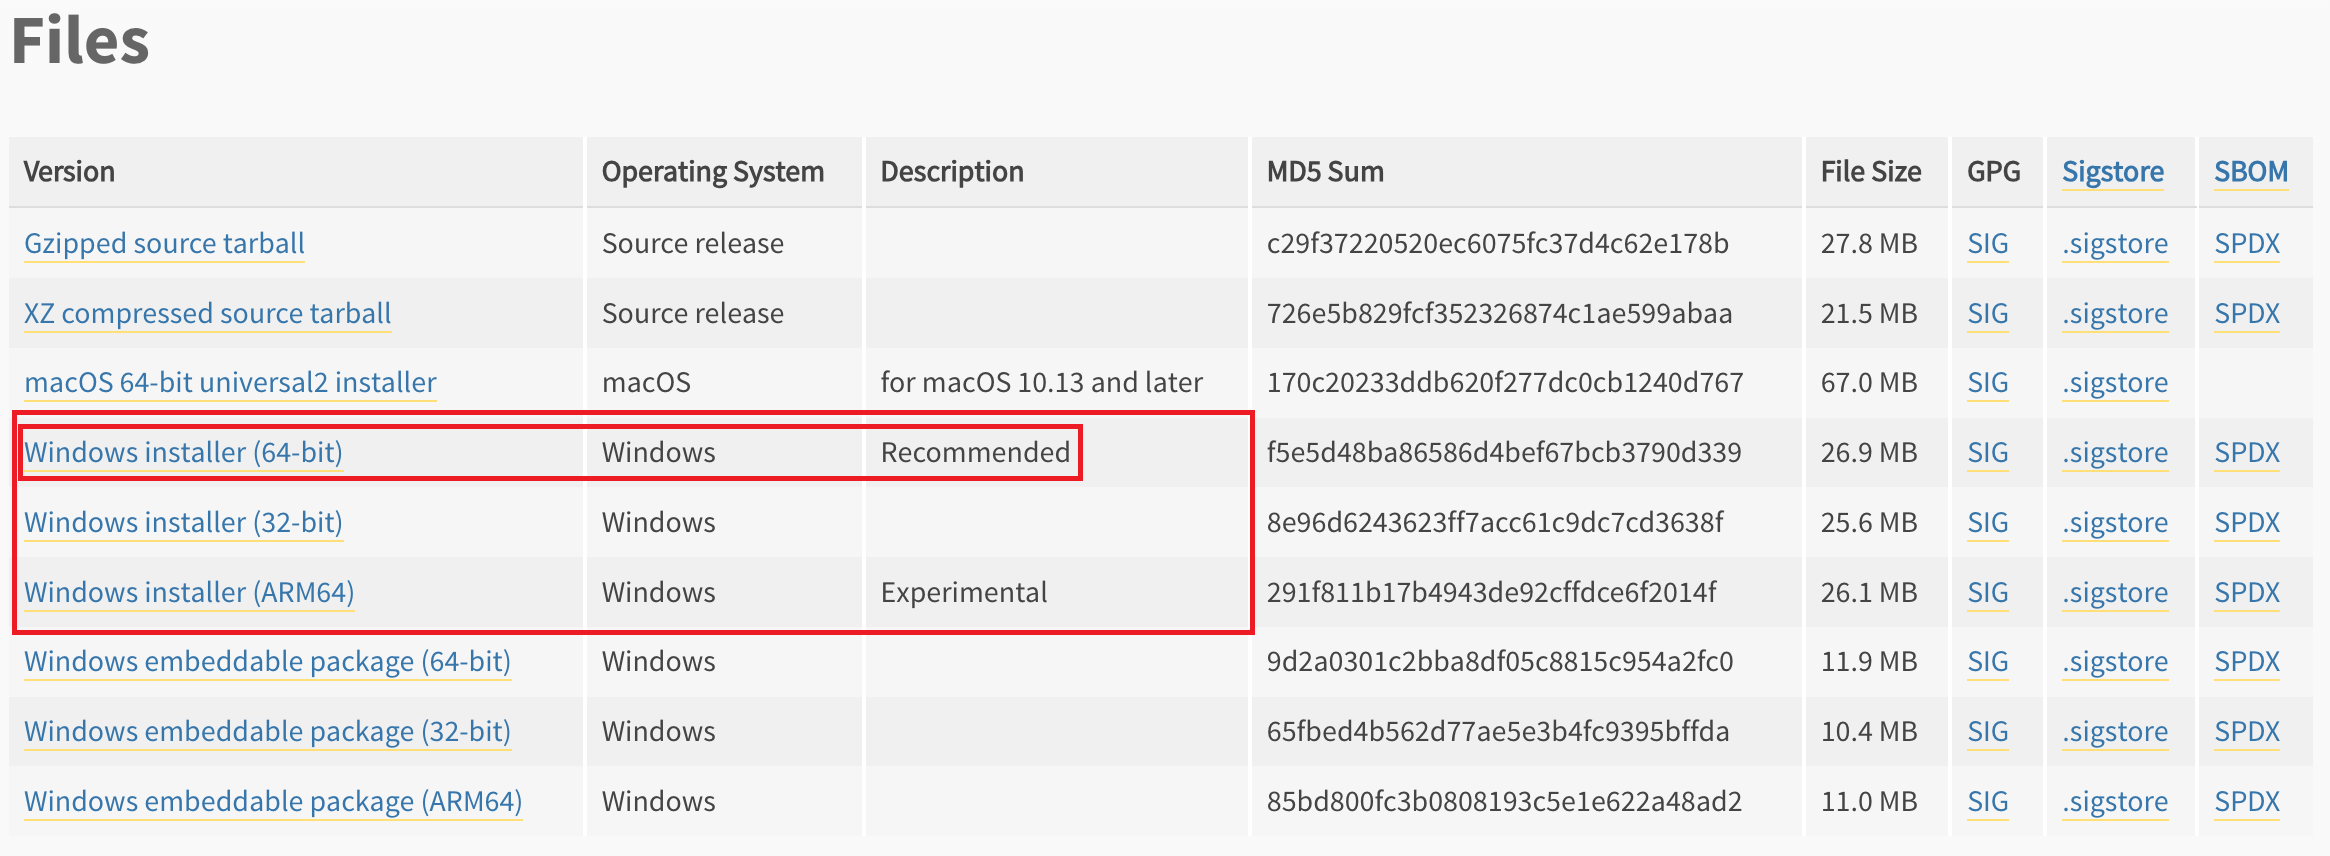 Files
Version Operating System Description MD5 Sum File Size GPG Sigstore SBOM
Gzipped source tarball Source release c29f37220520ec6075fc37d4c62e178b 27.8 MB SIG .sigstore SPDX
XZ compressed source tarball Source release 726e5b829fcf352326874c1ae599abaa 21.5 MB SIG .sigstore SPDX
macOS 64-bit universal2 installer macOS for macOS 10.13 and later 170c20233ddb620f277dc0cb1240d767 67.0 MB SIG .sigstore
Windows installer (64-bit) Windows Recommended f5e5d48ba86586d4bef67bcb3790d339 26.9 MB SIG .sigstore SPDX
Windows installer (32-bit) Windows 8e96d6243623ff7acc61c9dc7cd3638f 25.6 MB SIG .sigstore SPDX
Windows installer (ARM64) Windows Experimental 291f811b17b4943de92cffdce6f2014f 26.1 MB SIG .sigstore SPDX
Windows embeddable package (64-bit) Windows 9d2a0301c2bba8df05c8815c954a2fc0 11.9 MB SIG .sigstore SPDX
Windows embeddable package (32-bit) Windows 65fbed4b562d77ae5e3b4fc9395bffda 10.4 MB SIG .sigstore SPDX
Windows embeddable package (ARM64) Windows 85bd800fc3b0808193c5e1e622a48ad2 11.0 MB SIG .sigstore SPDX